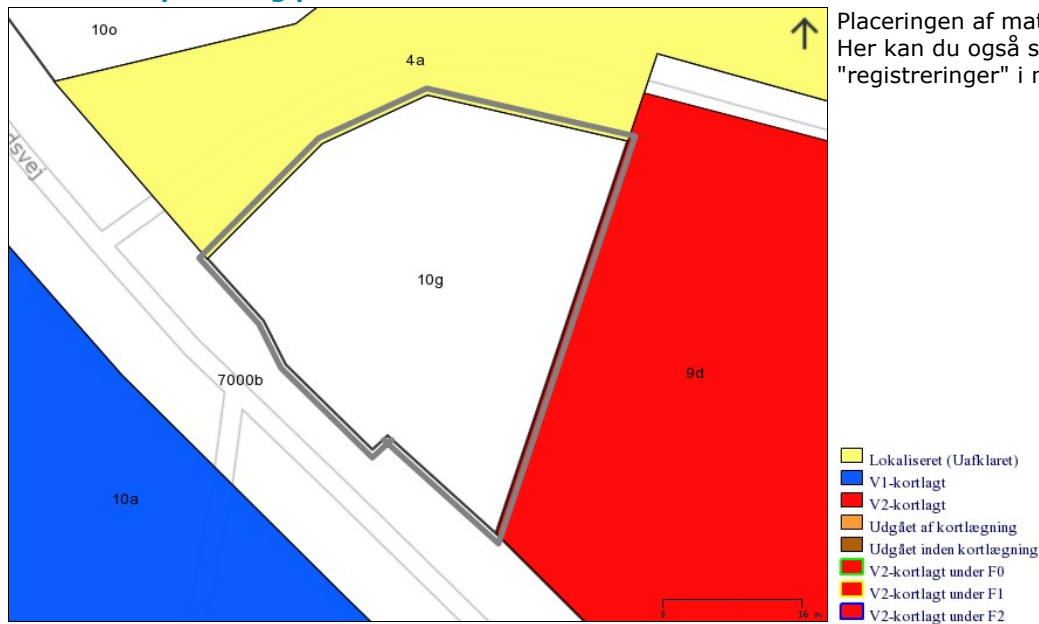 Placeringen af mat
Her kan du også s
"registreringer" i r
10o
4a
dsvej
10g
7000b
9d
10a
0 16 m
Lokaliseret (Uafklaret)
V1-kortlagt
V2-kortlagt
Udgået af kortlægning
Udgået inden kortlægning
V2-kortlagt under F0
V2-kortlagt under F1
V2-kortlagt under F2